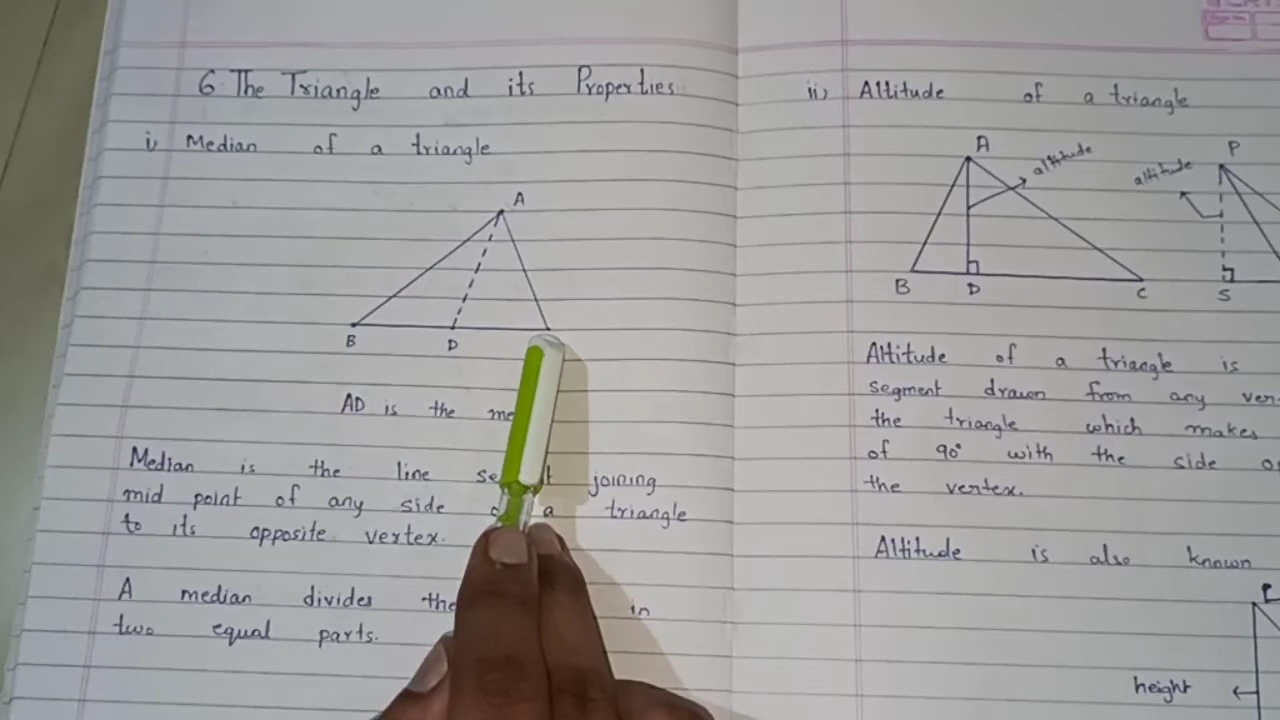 6 The Triangle and its Properties
i) Median of a triangle
A
B
D
AD is the
Median is the line joining
mid point of any side a triangle
to its opposite vertex.
A median divides the in
two equal parts.
ii) Altitude of a triangle
A
altitude
B
D
C
P
altitude
S
Altitude of a triangle is
segment drawn from any
the triangle which makes
of 90° with the side
the vertex.
Altitude is also known
height